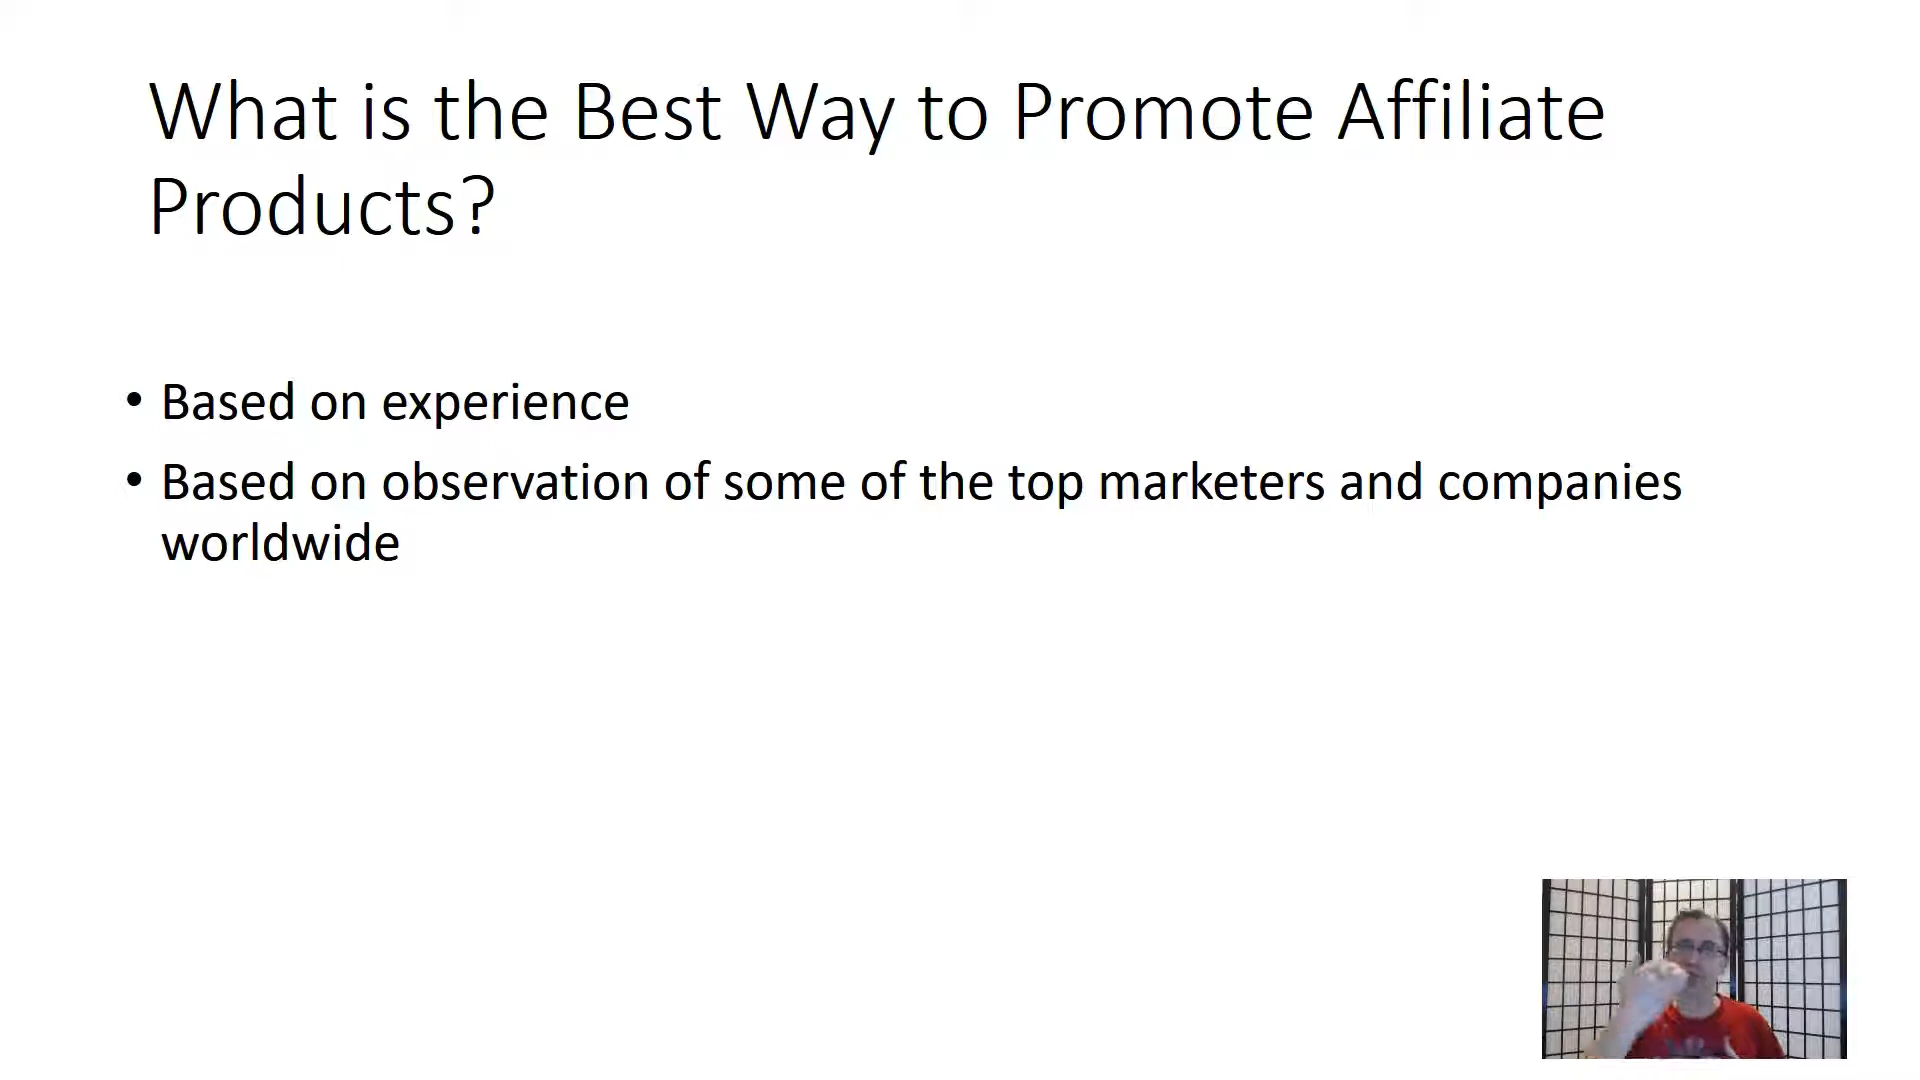 What is the Best Way to Promote Affiliate
Products?
• Based on experience
• Based on observation of some of the top marketers and companies
worldwide